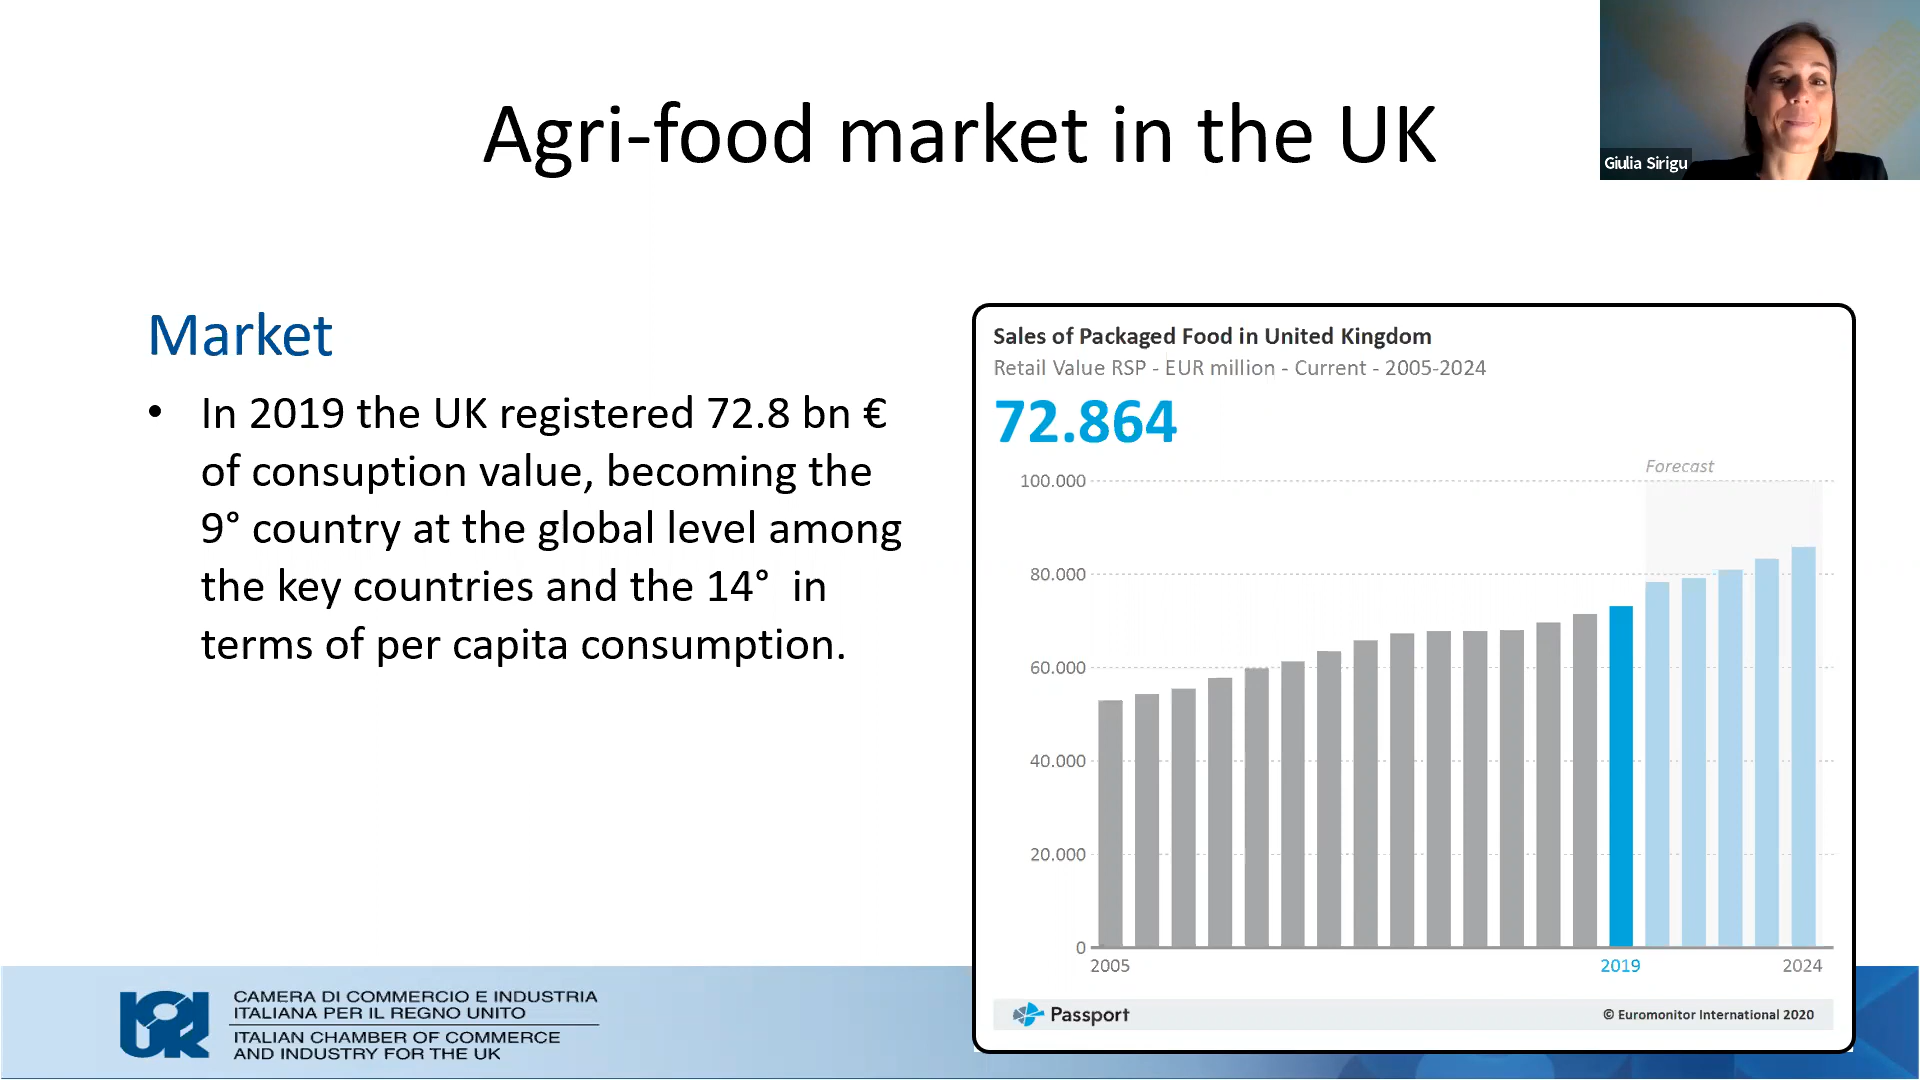 Agri-food market in the UK
Giulia Sirigu
Market
• In 2019 the UK registered 72.8 bn €
of consuption value, becoming the
9° country at the global level among
the key countries and the 14° in
terms of per capita consumption.
Sales of Packaged Food in United Kingdom
Retail Value RSP - EUR million - Current - 2005-2024
72.864
Forecast
100.000
80.000
60.000
40.000
20.000
0
2005 2019 2024
Passport © Euromonitor International 2020
CAMERA DI COMMERCIO E INDUSTRIA
ITALIANA PER IL REGNO UNITO
ITALIAN CHAMBER OF COMMERCE
AND INDUSTRY FOR THE UK